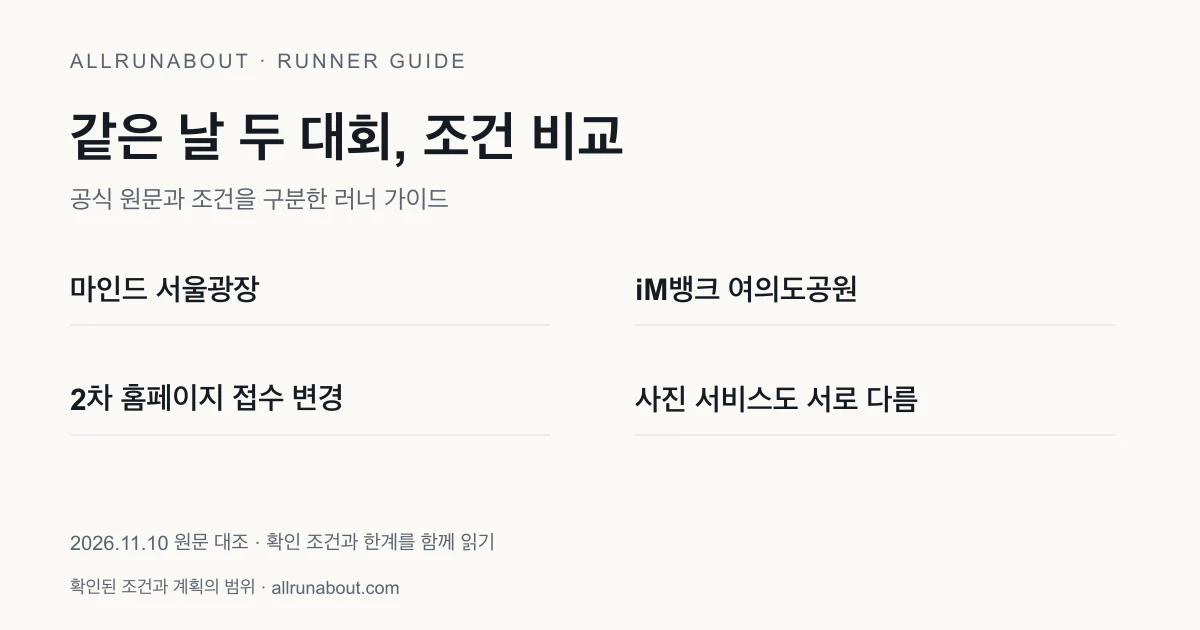 ALLRUNABOUT · RUNNER GUIDE
같은 날 두 대회, 조건 비교
공식 원문과 조건을 구분한 러너 가이드
마인드 서울광장
iM뱅크 여의도공원
2차 홈페이지 접수 변경
사진 서비스도 서로 다름
2026.11.10 원문 대조 · 확인 조건과 한계를 함께 읽기
확인된 조건과 계획의 범위 · allrunabout.com